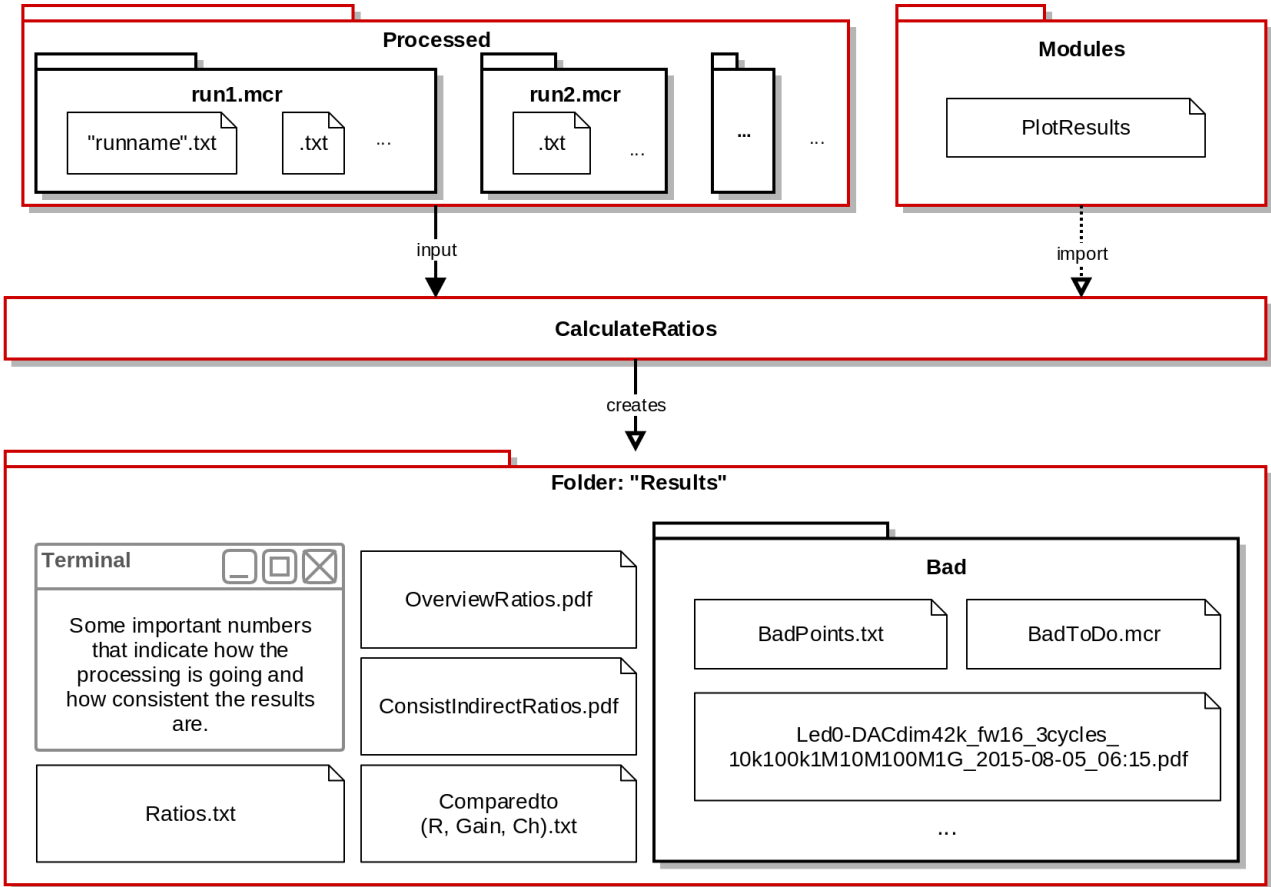 Processed
run1.mcr
"runname".txt
.txt
...
run2.mcr
.txt
...
...
...
Modules
PlotResults
input
import
CalculateRatios
creates
Folder: "Results"
Terminal
Some important numbers
that indicate how the
processing is going and
how consistent the results
are.
Ratios.txt
OverviewRatios.pdf
ConsistIndirectRatios.pdf
Comparedto
(R, Gain, Ch).txt
Bad
BadPoints.txt
BadToDo.mcr
Led0-DACdim42k_fw16_3cycles_
10k100k1M10M100M1G_2015-08-05_06:15.pdf
...